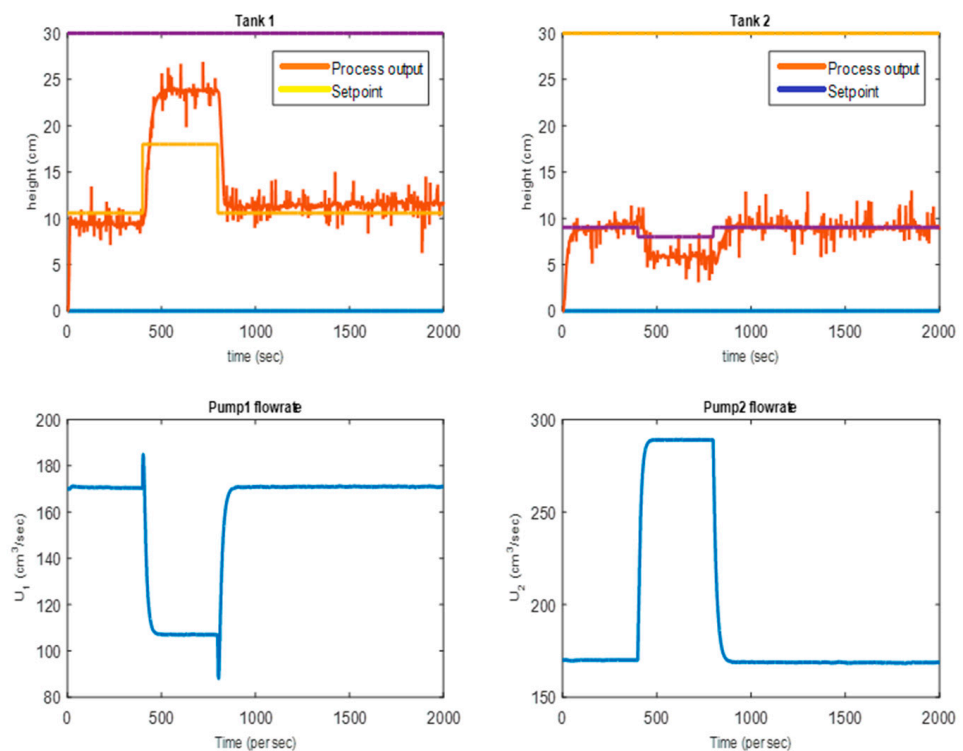 Tank 1
30
25
20
15
10
5
0
height (cm)
Process output
Setpoint
0
500
1000
1500
2000
time (sec)
Tank 2
30
25
20
15
10
5
0
height (cm)
Process output
Setpoint
0
500
1000
1500
2000
time (sec)
Pump1 flowrate
200
180
160
140
120
100
80
U_1 (cm³/sec)
0
500
1000
1500
2000
Time (per sec)
Pump2 flowrate
300
250
200
150
U_2 (cm³/sec)
0
500
1000
1500
2000
Time (per sec)